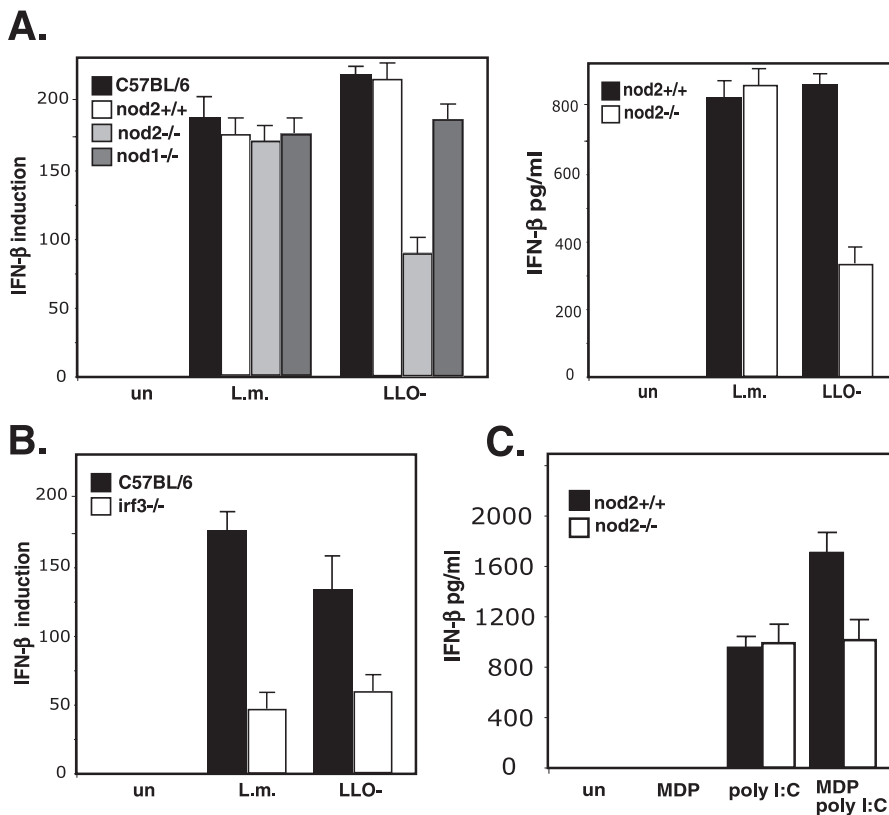 A.
IFN-β induction
200
150
100
50
0
C57BL/6
nod2+/+
nod2-/-
nod1-/-
un
L.m.
LLO-
IFN-β pg/ml
800
600
400
200
0
nod2+/+
nod2-/-
un
L.m.
LLO-
B.
IFN-β induction
200
150
100
50
0
C57BL/6
irf3-/-
un
L.m.
LLO-
C.
IFN-β pg/ml
2000
1600
1200
800
400
0
nod2+/+
nod2-/-
un
MDP
poly I:C
MDP
poly I:C